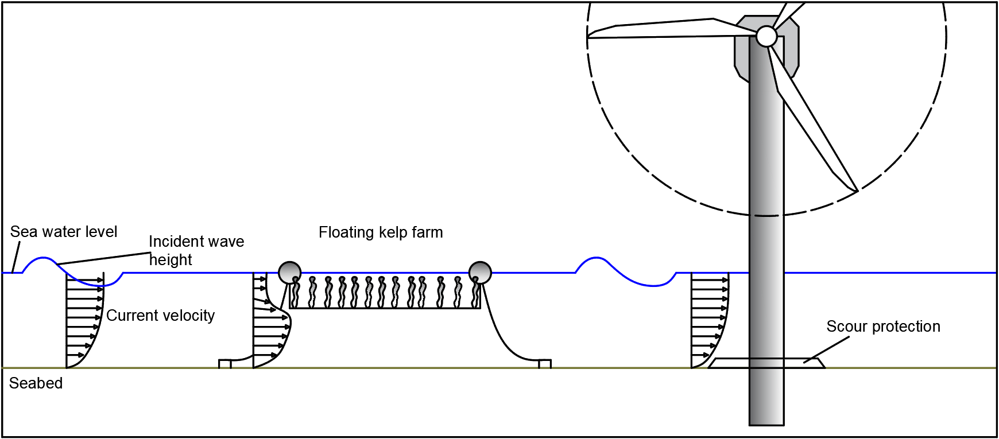 Sea water level
Incident wave
height
Floating kelp farm
Current velocity
Scour protection
Seabed